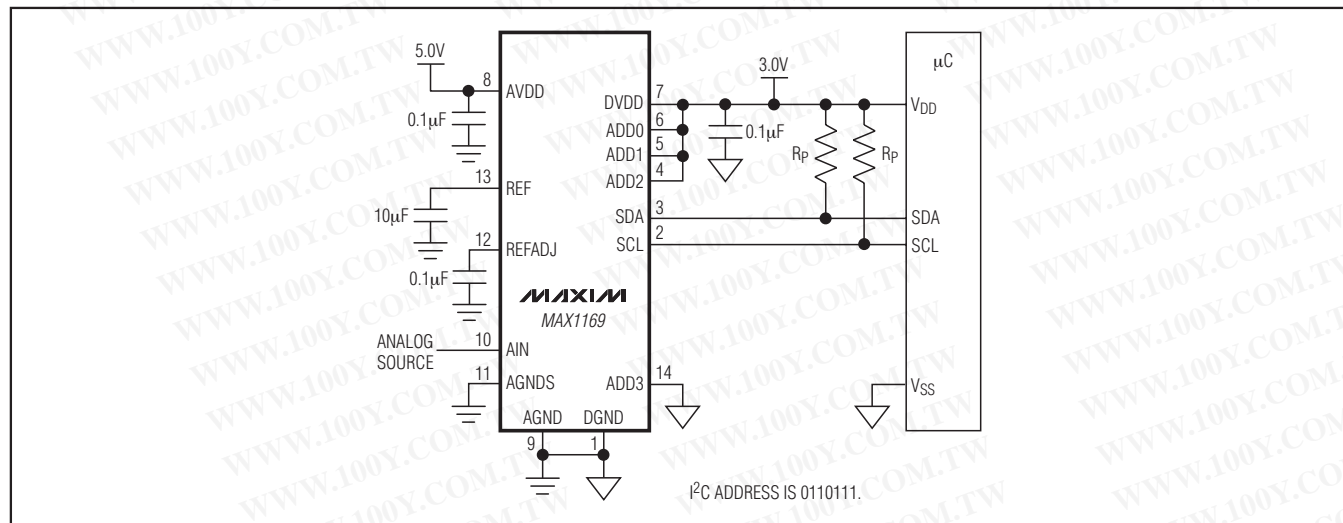 5.0V
8
AVDD
0.1µF
13
REF
10µF
12
REFADJ
0.1µF
MAXIM
MAX1169
ANALOG
SOURCE
10
AIN
11
AGNDS
AGND
DGND
9
1
7
DVDD
6
ADD0
5
ADD1
4
ADD2
3
SDA
2
SCL
14
ADD3
3.0V
0.1µF
RP
RP
µC
VDD
SDA
SCL
VSS
I2C ADDRESS IS 0110111.
WWW.100Y.COM.TW